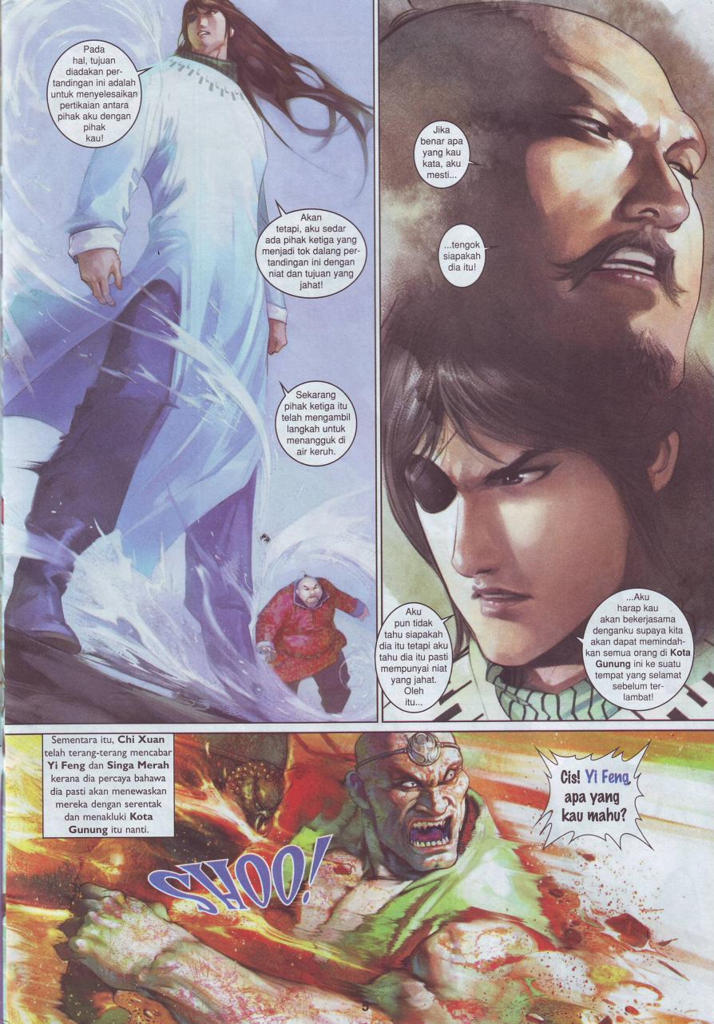 Pada
hal, tujuan
diadakan per-
tandingan ini adalah
untuk menyelesaikan
pertikaian antara
pihak aku dengan
pihak
kau!
Akan
tetapi, aku sedar
ada pihak ketiga yang
menjadi tok dalang per-
tandingan ini dengan
niat dan tujuan yang
jahat!
Sekarang
pihak ketiga itu
telah mengambil
langkah untuk
menangguk di
air keruh.
Jika
benar apa
yang kau
kata, aku
mesti...
...tengok
siapakah
dia itu!
Aku
pun tidak
tahu siapakah
dia itu tetapi aku
tahu dia itu pasti
mempunyai niat
yang jahat.
Oleh
itu...
...Aku
harap kau
akan bekerjasama
denganku supaya kita
akan dapat memindah-
kan semua orang di Kota
Gunung ini ke suatu
tempat yang selamat
sebelum ter-
lambat!
Sementara itu, Chi Xuan
telah terang-terang mencabar
Yi Feng dan Singa Merah
kerana dia percaya bahawa
dia pasti akan menewaskan
mereka dengan serentak
dan menakluki Kota
Gunung itu nanti.
SHOO!
Cis! Yi Feng,
apa yang
kau mahu?
5